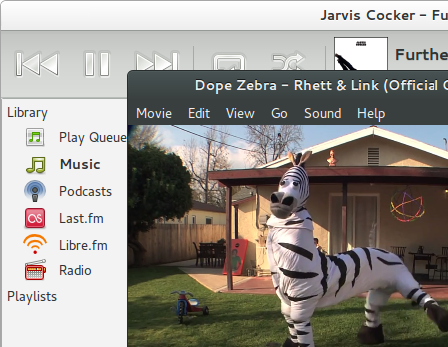 Jarvis Cocker - Fu
Furthe
Dope Zebra - Rhett & Link (Official C
Movie Edit View Go Sound Help
Library
Play Queue
Music
Podcasts
Last.fm
Libre.fm
Radio
Playlists